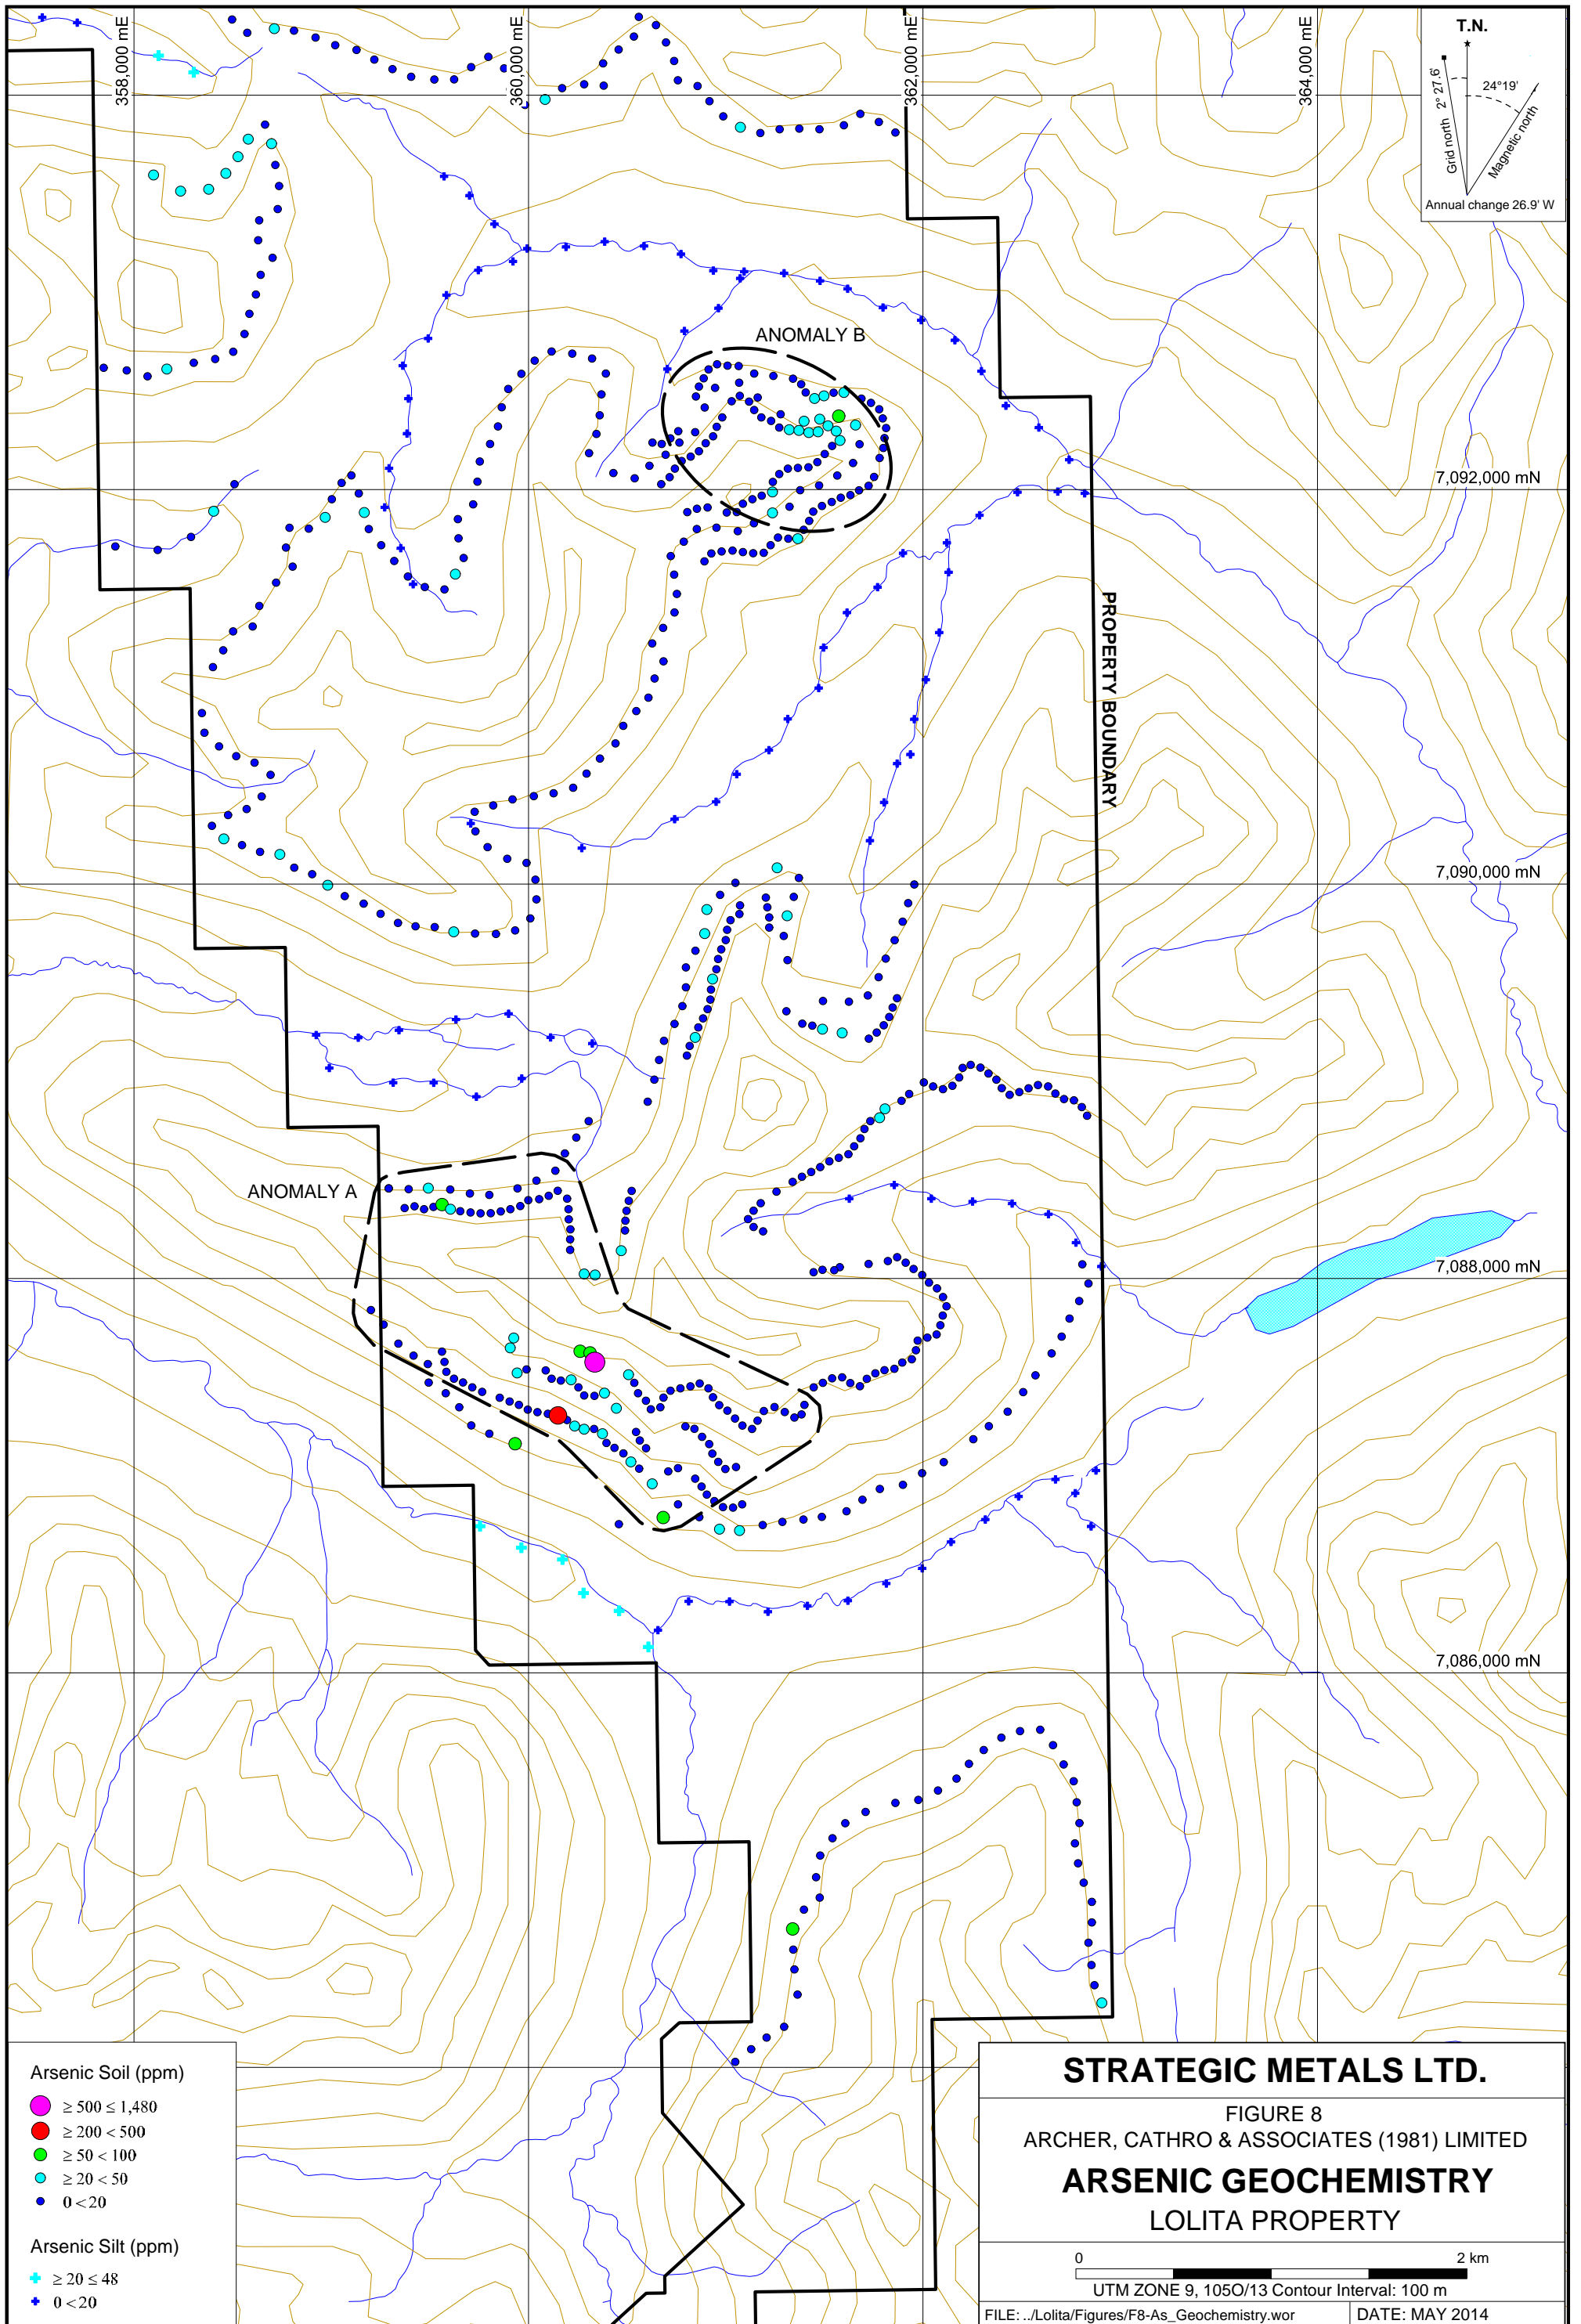 358,000 mE
360,000 mE
362,000 mE
364,000 mE
T.N.
Grid north 2° 27.6'
24°19'
Magnetic north
Annual change 26.9' W
ANOMALY B
7,092,000 mN
PROPERTY BOUNDARY
7,090,000 mN
ANOMALY A
7,088,000 mN
7,086,000 mN
Arsenic Soil (ppm)
≥ 500 ≤ 1,480
≥ 200 < 500
≥ 50 < 100
≥ 20 < 50
0 < 20
Arsenic Silt (ppm)
≥ 20 ≤ 48
0 < 20
STRATEGIC METALS LTD.
FIGURE 8
ARCHER, CATHRO & ASSOCIATES (1981) LIMITED
ARSENIC GEOCHEMISTRY
LOLITA PROPERTY
0 2 km
UTM ZONE 9, 105O/13 Contour Interval: 100 m
FILE: ../Lolita/Figures/F8-As_Geochemistry.wor
DATE: MAY 2014